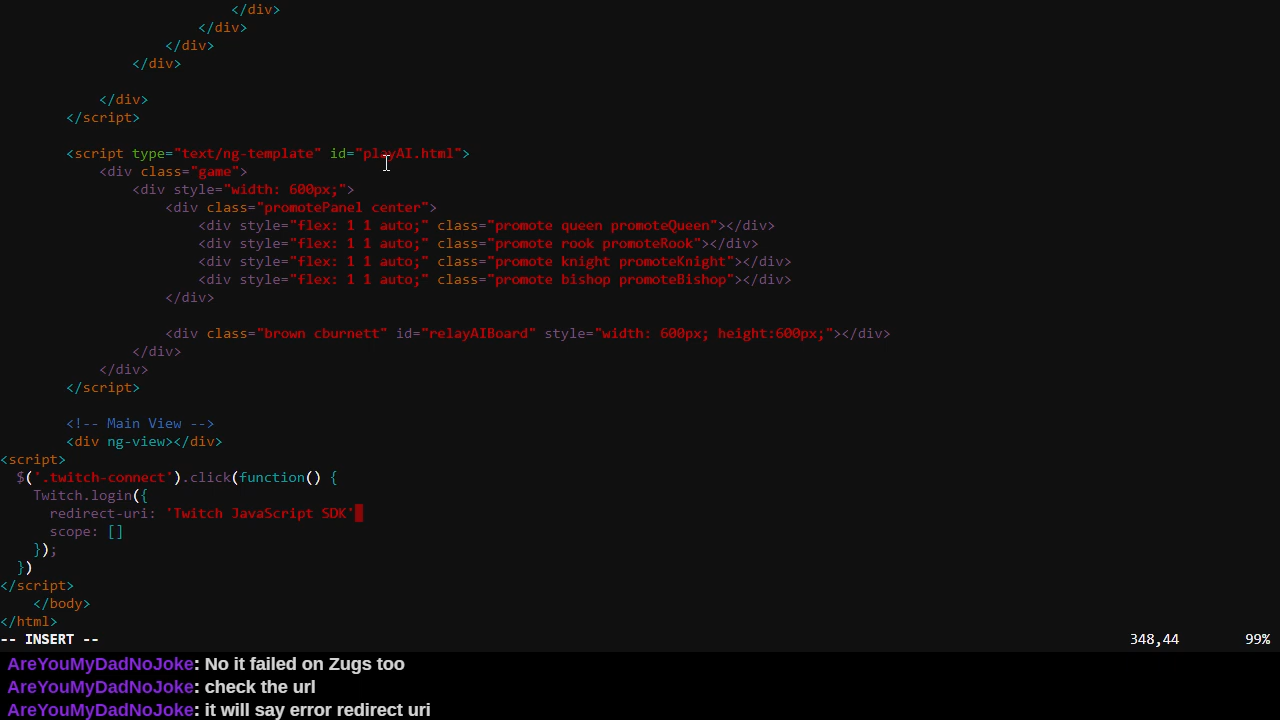 </div>
</div>
</div>
</div>
</div>
</script>
<script type="text/ng-template" id="playAI.html">
<div class="game">
<div style="width: 600px;">
<div class="promotePanel center">
<div style="flex: 1 1 auto;" class="promote queen promoteQueen"></div>
<div style="flex: 1 1 auto;" class="promote rook promoteRook"></div>
<div style="flex: 1 1 auto;" class="promote knight promoteKnight"></div>
<div style="flex: 1 1 auto;" class="promote bishop promoteBishop"></div>
</div>
<div class="brown cburnett" id="relayAIBoard" style="width: 600px; height:600px;"></div>
</div>
</div>
</script>
<!-- Main View -->
<div ng-view></div>
<script>
$('.twitch-connect').click(function() {
Twitch.login({
redirect-uri: 'Twitch JavaScript SDK'
scope: []
});
})
</script>
</body>
</html>
-- INSERT -- 348,44 99%
AreYouMyDadNoJoke: No it failed on Zugs too
AreYouMyDadNoJoke: check the url
AreYouMyDadNoJoke: it will say error redirect uri